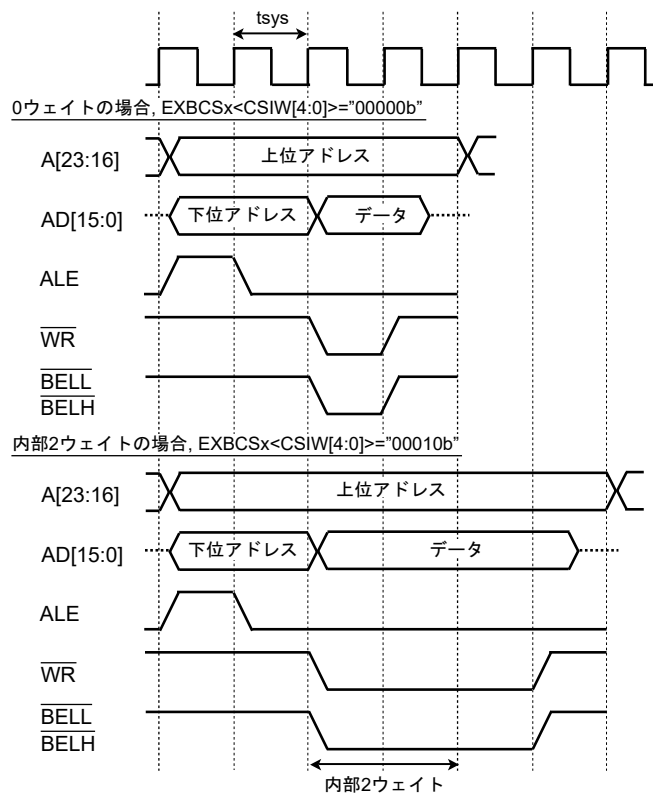 tsys
0ウェイトの場合, EXBCSx<CSIW[4:0]>="00000b"
A[23:16]
上位アドレス
AD[15:0]
下位アドレス
データ
ALE
WR
BELL
BELH
内部2ウェイトの場合, EXBCSx<CSIW[4:0]>="00010b"
A[23:16]
上位アドレス
AD[15:0]
下位アドレス
データ
ALE
WR
BELL
BELH
内部2ウェイト